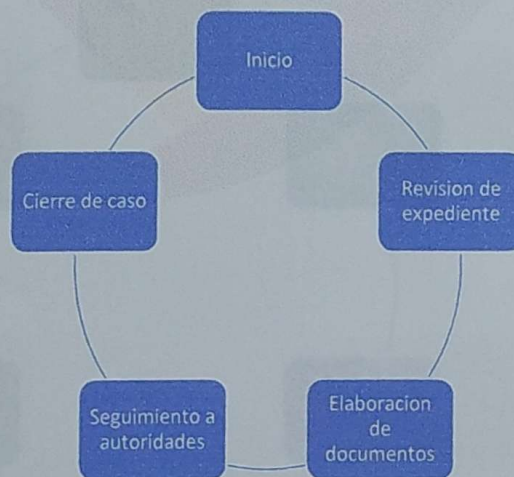 Inicio
Revision de
expediente
Elaboracion
de
documentos
Seguimiento a
autoridades
Cierre de caso